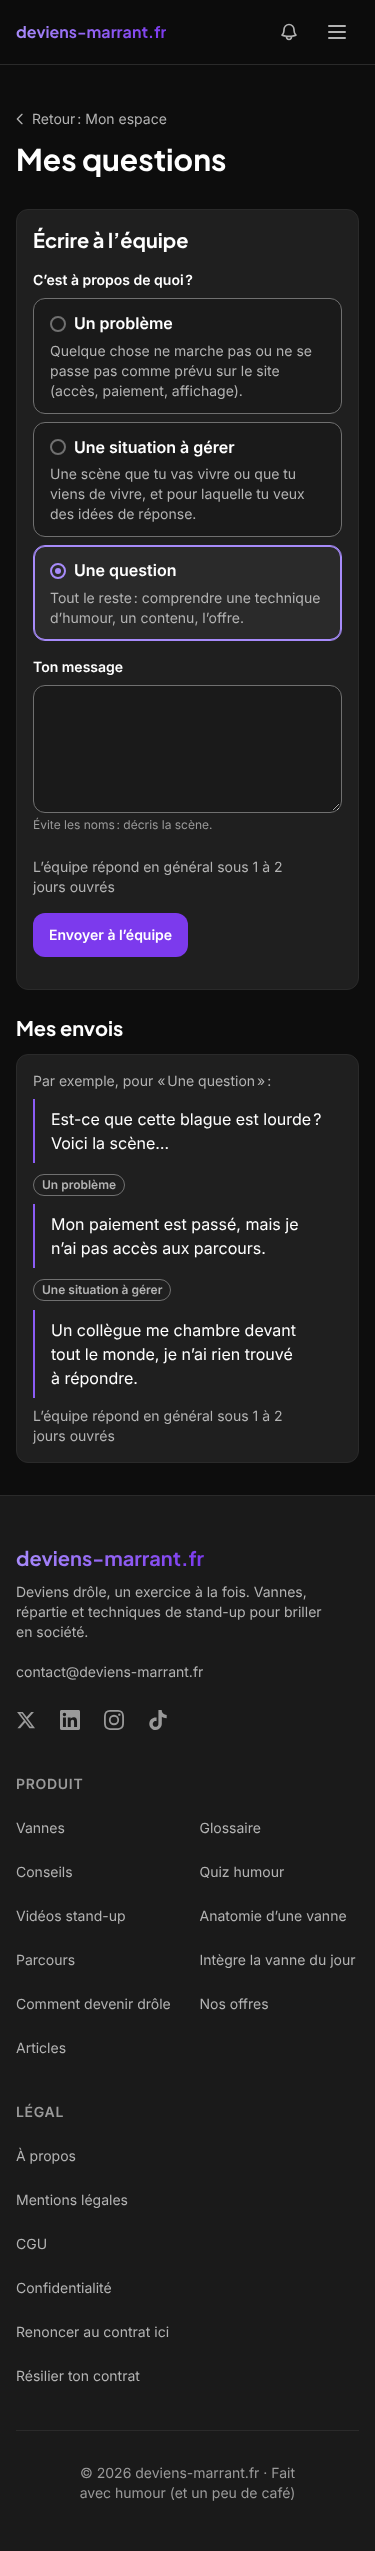 deviens-marrant.fr
Retour : Mon espace
Mes questions
Écrire à l’équipe
C’est à propos de quoi ?
Un problème
Quelque chose ne marche pas ou ne se
passe pas comme prévu sur le site
(accès, paiement, affichage).
Une situation à gérer
Une scène que tu vas vivre ou que tu
viens de vivre, et pour laquelle tu veux
des idées de réponse.
Une question
Tout le reste : comprendre une technique
d’humour, un contenu, l’offre.
Ton message
Évite les noms : décris la scène.
L’équipe répond en général sous 1 à 2
jours ouvrés
Envoyer à l’équipe
Mes envois
Par exemple, pour « Une question » :
Est-ce que cette blague est lourde ?
Voici la scène…
Un problème
Mon paiement est passé, mais je
n’ai pas accès aux parcours.
Une situation à gérer
Un collègue me chambre devant
tout le monde, je n’ai rien trouvé
à répondre.
L’équipe répond en général sous 1 à 2
jours ouvrés
deviens-marrant.fr
Deviens drôle, un exercice à la fois. Vannes,
répartie et techniques de stand-up pour briller
en société.
contact@deviens-marrant.fr
PRODUIT
Vannes
Glossaire
Conseils
Quiz humour
Vidéos stand-up
Anatomie d’une vanne
Parcours
Intègre la vanne du jour
Comment devenir drôle
Nos offres
Articles
LÉGAL
À propos
Mentions légales
CGU
Confidentialité
Renoncer au contrat ici
Résilier ton contrat
© 2026 deviens-marrant.fr · Fait
avec humour (et un peu de café)